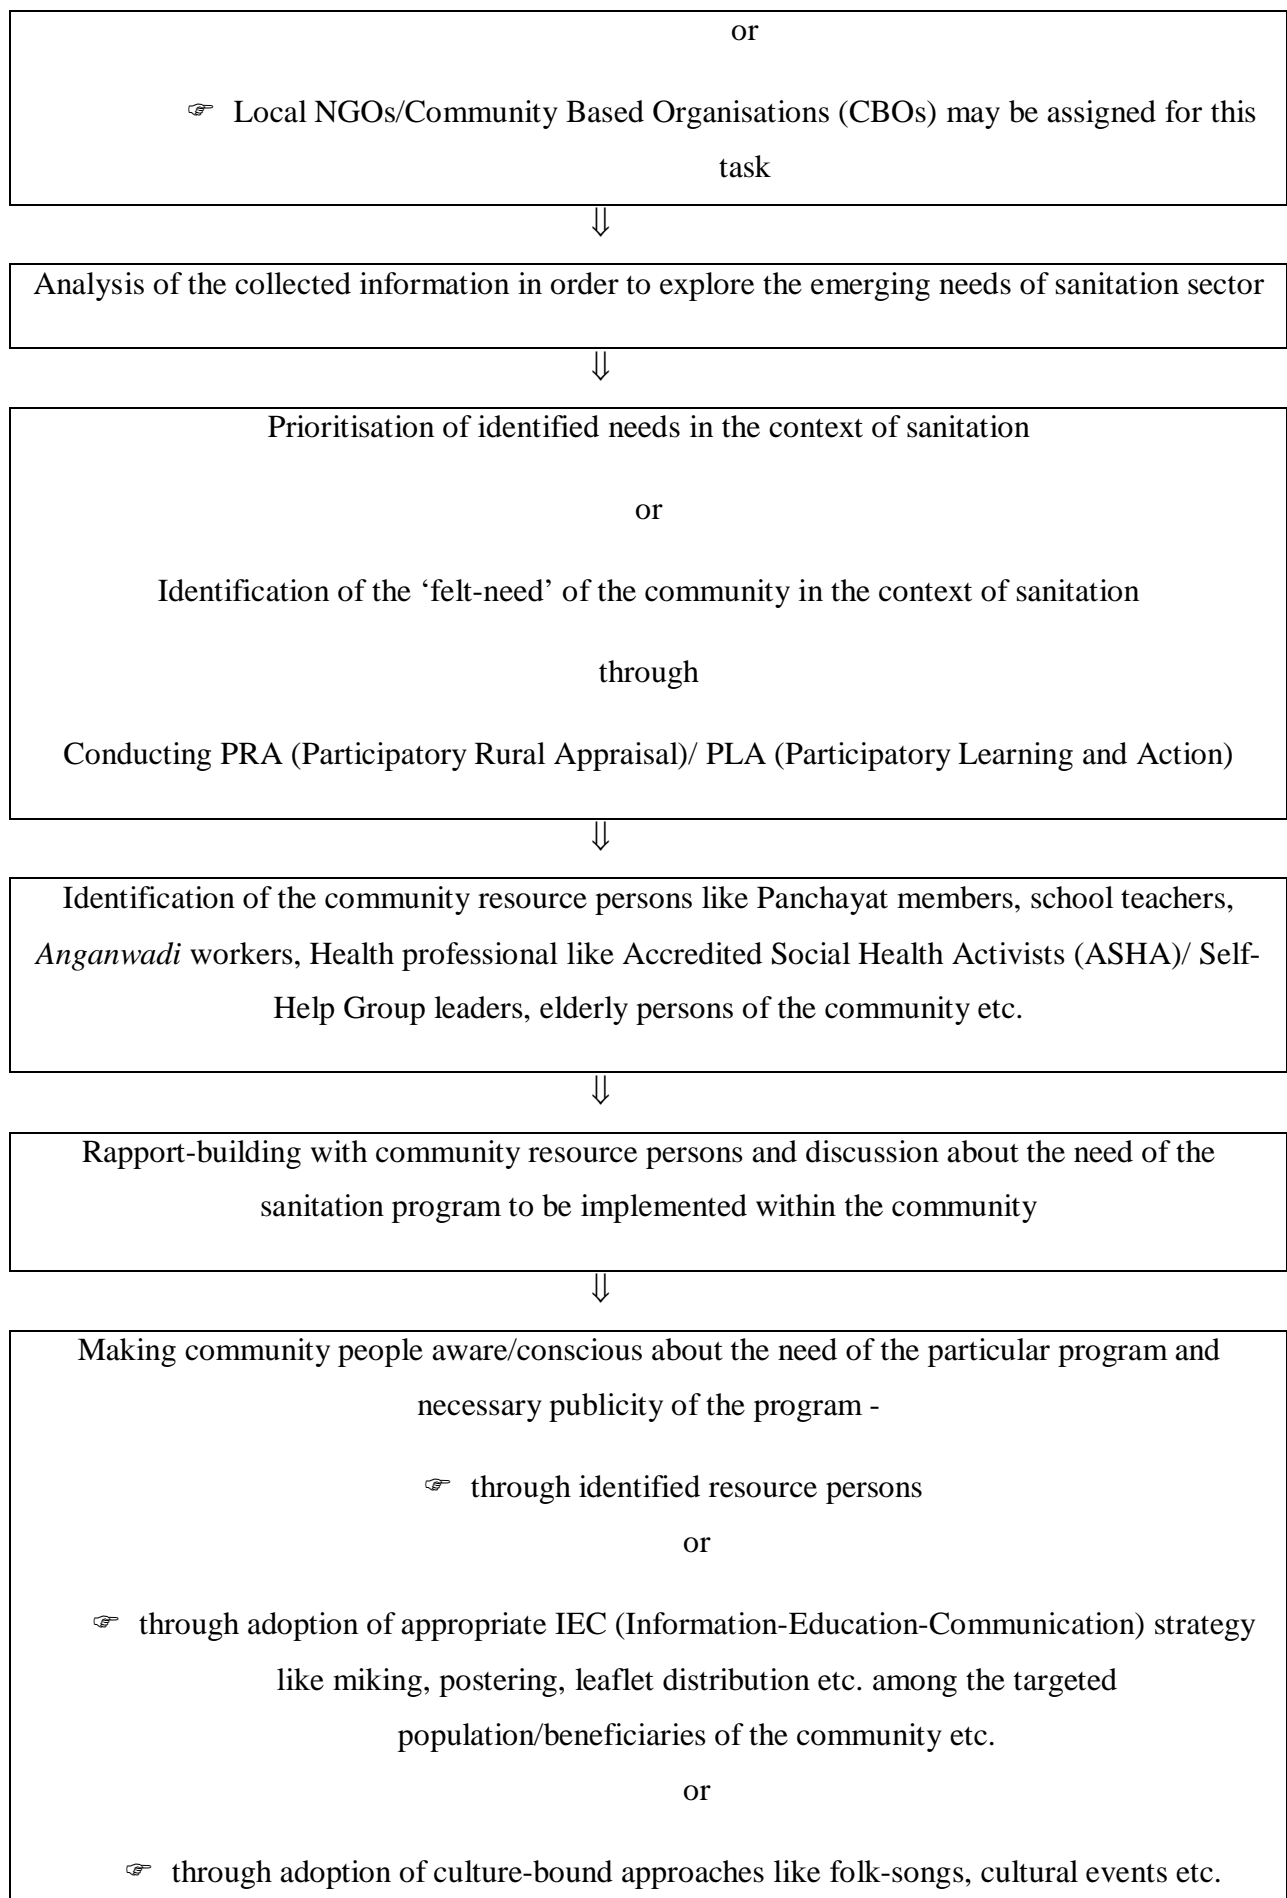 or
☞ Local NGOs/Community Based Organisations (CBOs) may be assigned for this
task
⇓
Analysis of the collected information in order to explore the emerging needs of sanitation sector
⇓
Prioritisation of identified needs in the context of sanitation
or
Identification of the ‘felt-need’ of the community in the context of sanitation
through
Conducting PRA (Participatory Rural Appraisal)/ PLA (Participatory Learning and Action)
⇓
Identification of the community resource persons like Panchayat members, school teachers,
Anganwadi workers, Health professional like Accredited Social Health Activists (ASHA)/ Self-
Help Group leaders, elderly persons of the community etc.
⇓
Rapport-building with community resource persons and discussion about the need of the
sanitation program to be implemented within the community
⇓
Making community people aware/conscious about the need of the particular program and
necessary publicity of the program -
☞ through identified resource persons
or
☞ through adoption of appropriate IEC (Information-Education-Communication) strategy
like miking, postering, leaflet distribution etc. among the targeted
population/beneficiaries of the community etc.
or
☞ through adoption of culture-bound approaches like folk-songs, cultural events etc.